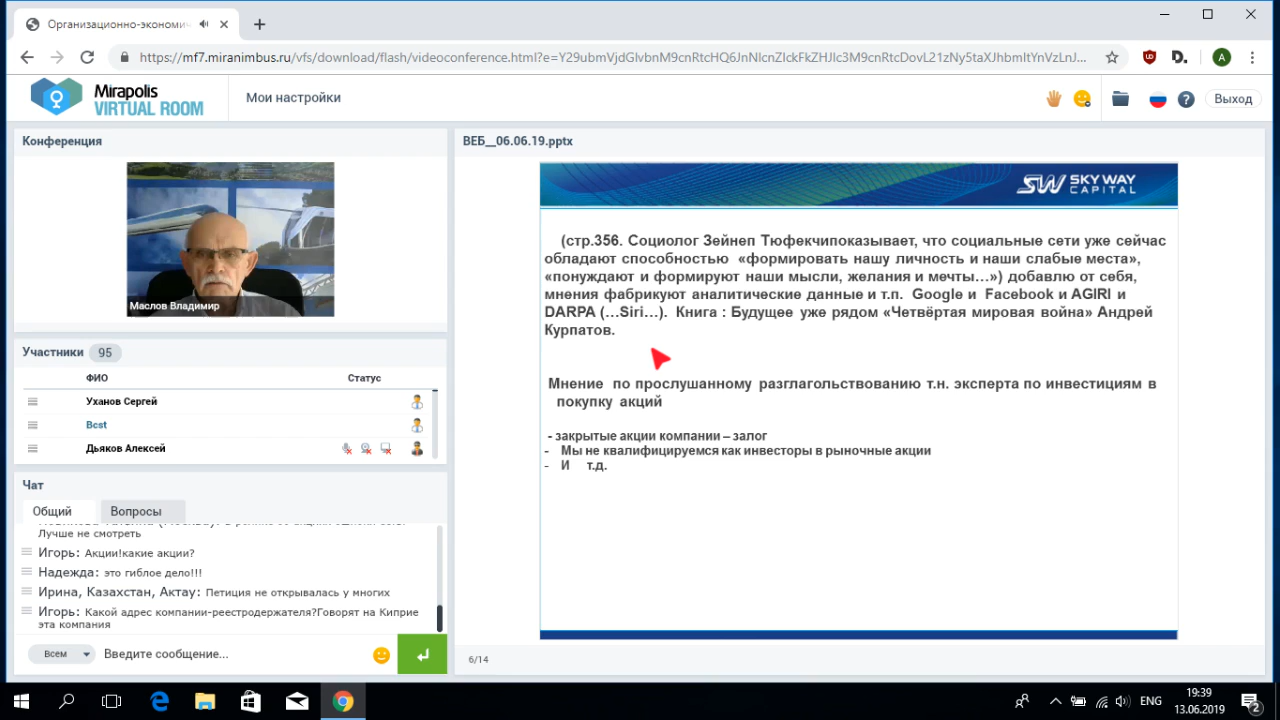 Организационно-экономич
https://mf7.miranimbus.ru/vfs/download/flash/videoconference.html?e=
Mirapolis
VIRTUAL ROOM
Мои настройки
Выход
Конференция
Маслов Владимир
Участники 95
ФИО Статус
Уханов Сергей
Bcst
Дьяков Алексей
Чат
Общий Вопросы
Лучше не смотреть
Игорь: Акции!какие акции?
Надежда: это гиблое дело!!!
Ирина, Казахстан, Актау: Петиция не открывалась у многих
Игорь: Какой адрес компании-реестродержателя?Говорят на Киприе
эта компания
Всем Введите сообщение...
ВЕБ__06.06.19.pptx
SW SKY WAY
CAPITAL
(стр.356. Социолог Зейнеп Тюфекчипоказывает, что социальные сети уже сейчас
обладают способностью «формировать нашу личность и наши слабые места»,
«понуждают и формируют наши мысли, желания и мечты…») добавлю от себя,
мнения фабрикуют аналитические данные и т.п. Google и Facebook и AGIRI и
DARPA (…Siri…). Книга : Будущее уже рядом «Четвёртая мировая война» Андрей
Курпатов.
Мнение по прослушанному разглагольствованию т.н. эксперта по инвестициям в
покупку акций
- закрытые акции компании – залог
- Мы не квалифицируемся как инвесторы в рыночные акции
- И т.д.
6/14
ENG
19:39
13.06.2019
2